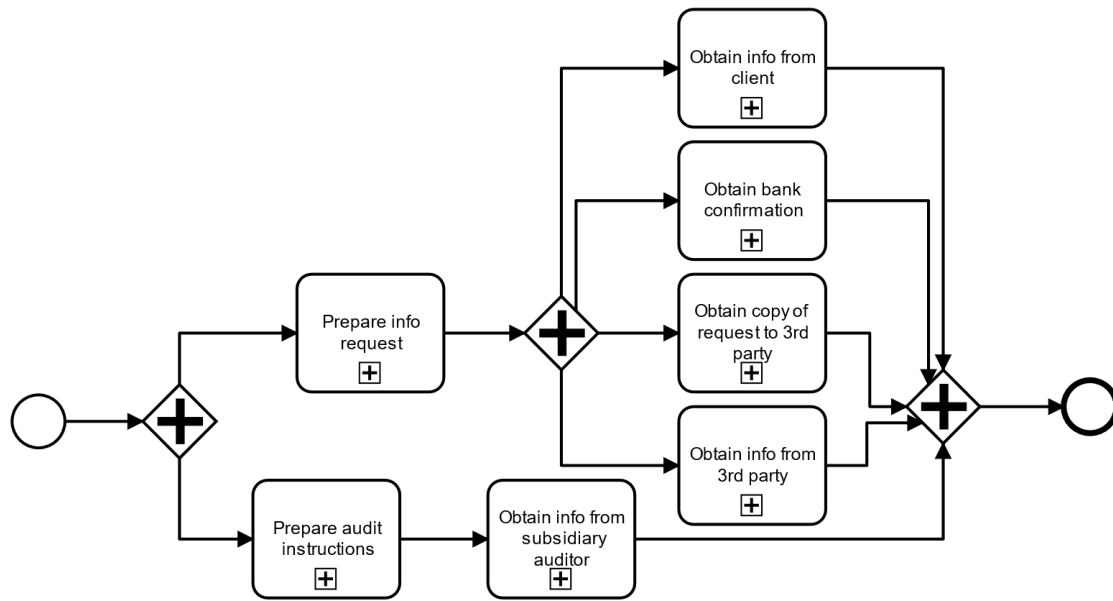 Obtain info from
client
Obtain bank
confirmation
Prepare info
request
Obtain copy of
request to 3rd
party
Obtain info from
3rd party
Prepare audit
instructions
Obtain info from
subsidiary
auditor